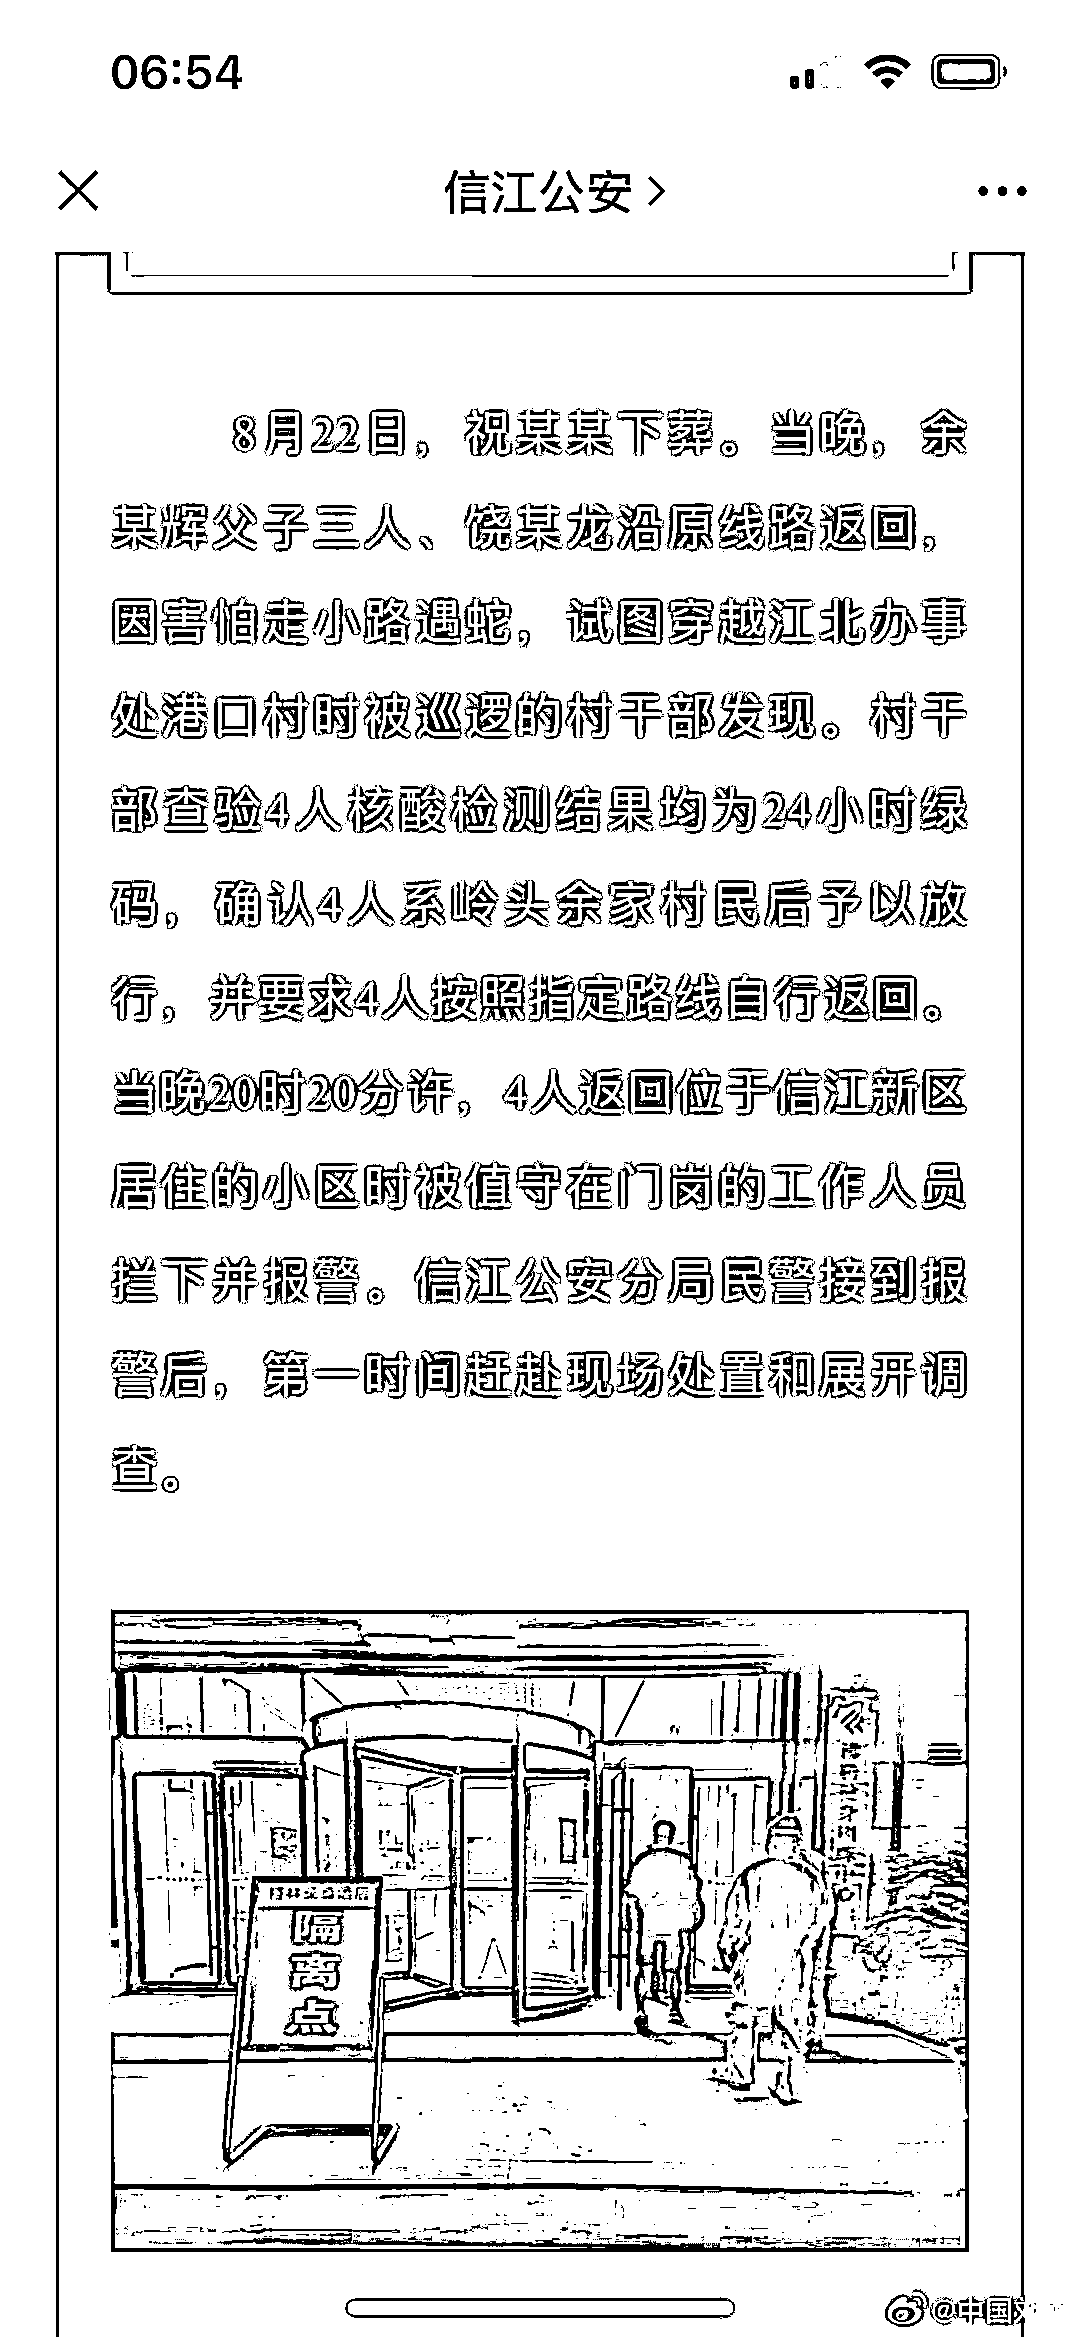 06:54
信江公安
8月22日，祝某某下葬。当晚，余
某辉父子三人、饶某龙沿原线路返回，
因害怕走小路遇蛇，试图穿越江北办事
处港口村时被巡逻的村干部发现。村干
部查验4人核酸检测结果均为24小时绿
码，确认4人系岭头余家村民后予以放
行，并要求4人按照指定路线自行返回。
当晚20时20分许，4人返回位于信江新区
居住的小区时被值守在门岗的工作人员
拦下并报警。信江公安分局民警接到报
警后，第一时间赶赴现场处置和展开调
查。
隔
离
点
@中国